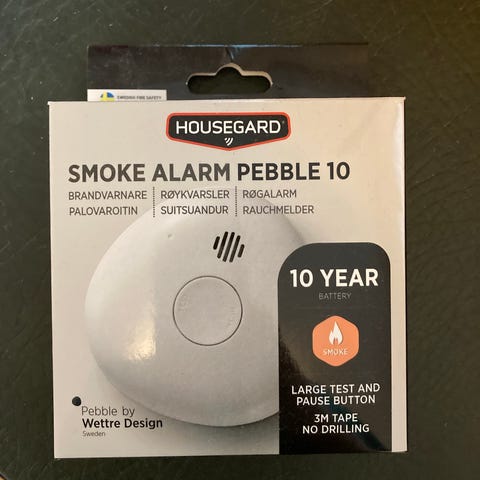 SWEDISH FIRE SAFETY
HOUSEGARD
SMOKE ALARM PEBBLE 10
BRANDVARNARE | RØYKVARSLER | RØGALARM
PALOVAROITIN | SUITSUANDUR | RAUCHMELDER
10 YEAR
BATTERY
SMOKE
LARGE TEST AND
PAUSE BUTTON
3M TAPE
NO DRILLING
Pebble by
Wettre Design
Sweden